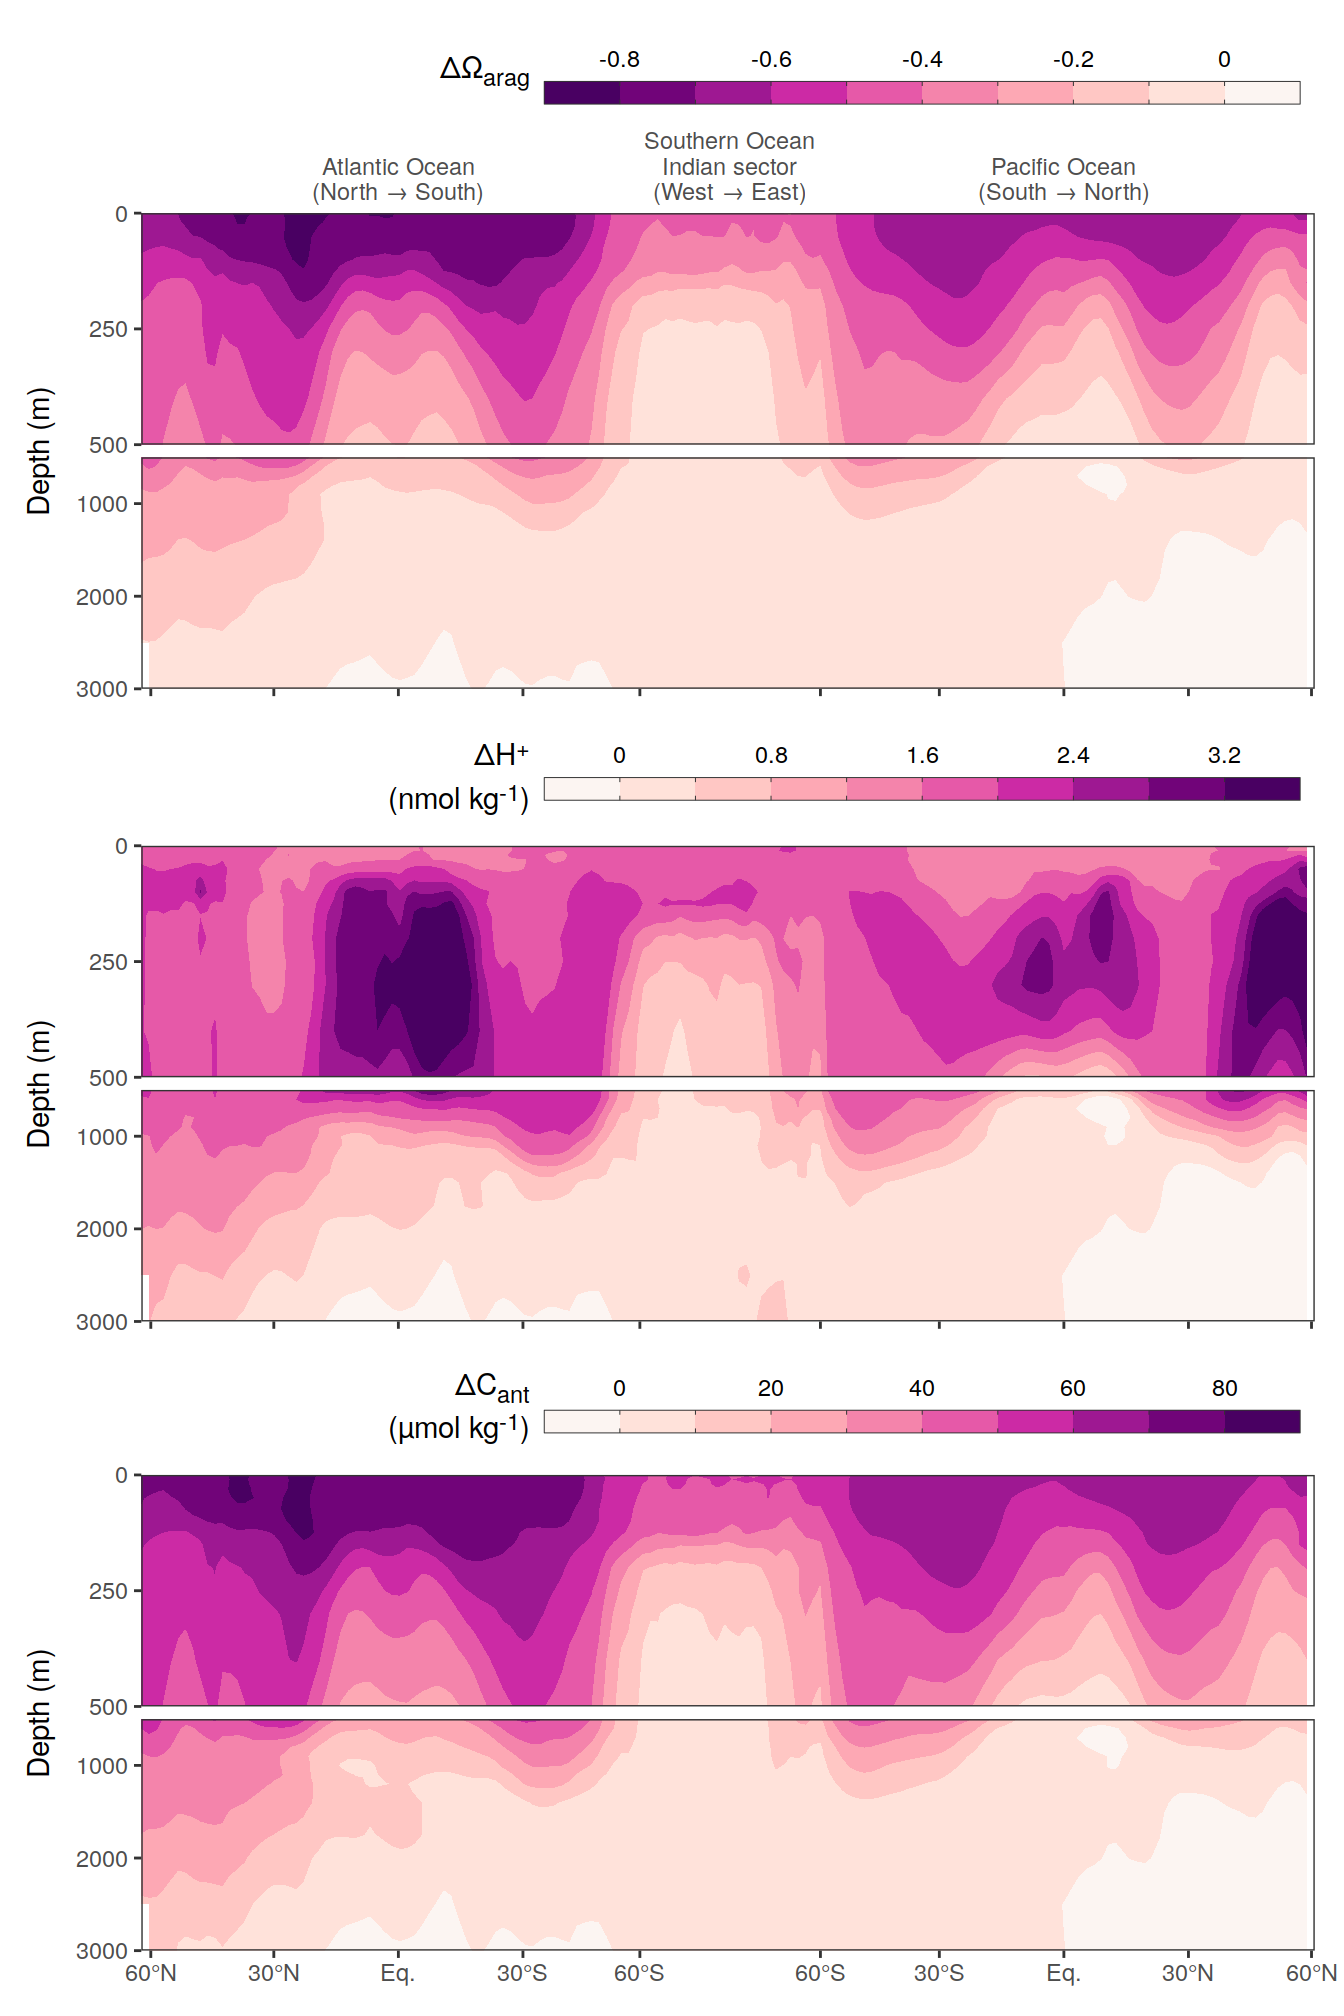 ΔΩarag
-0.8 -0.6 -0.4 -0.2 0
Atlantic Ocean
(North → South)
Southern Ocean
Indian sector
(West → East)
Pacific Ocean
(South → North)
Depth (m)
0
250
500
1000
2000
3000
ΔH⁺
(nmol kg⁻¹)
0 0.8 1.6 2.4 3.2
Depth (m)
0
250
500
Depth (m)
1000
2000
3000
ΔCant
(μmol kg⁻¹)
0 20 40 60 80
Depth (m)
0
250
500
1000
2000
3000
60°N 30°N Eq. 30°S 60°S 60°S 30°S Eq. 30°N 60°N